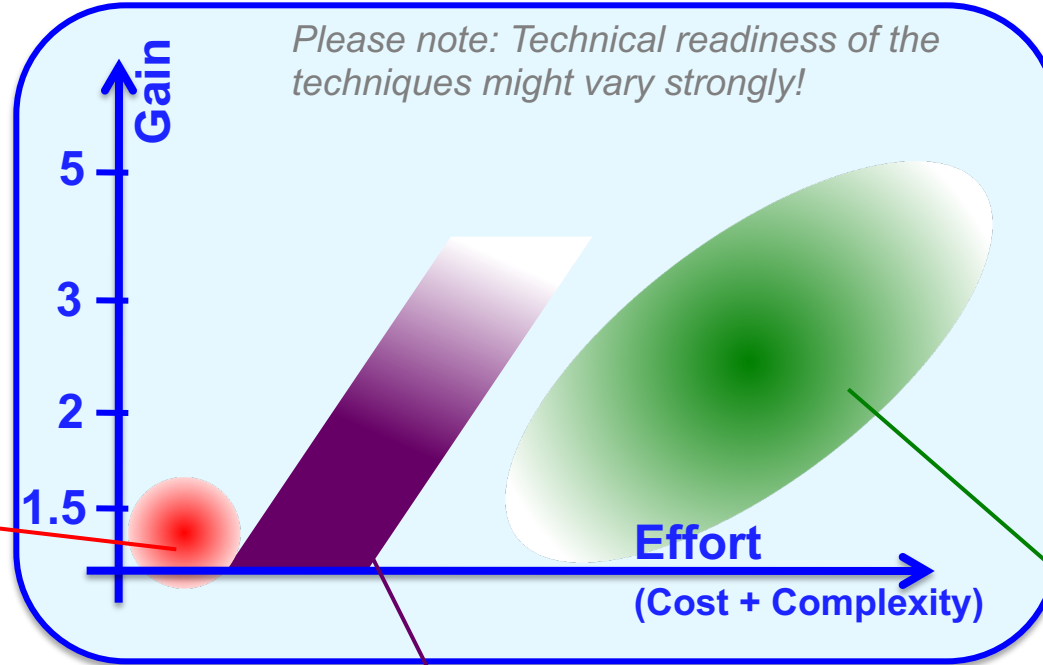 Please note: Technical readiness of the
techniques might vary strongly!
Gain
5
3
2
1.5
Effort
(Cost + Complexity)